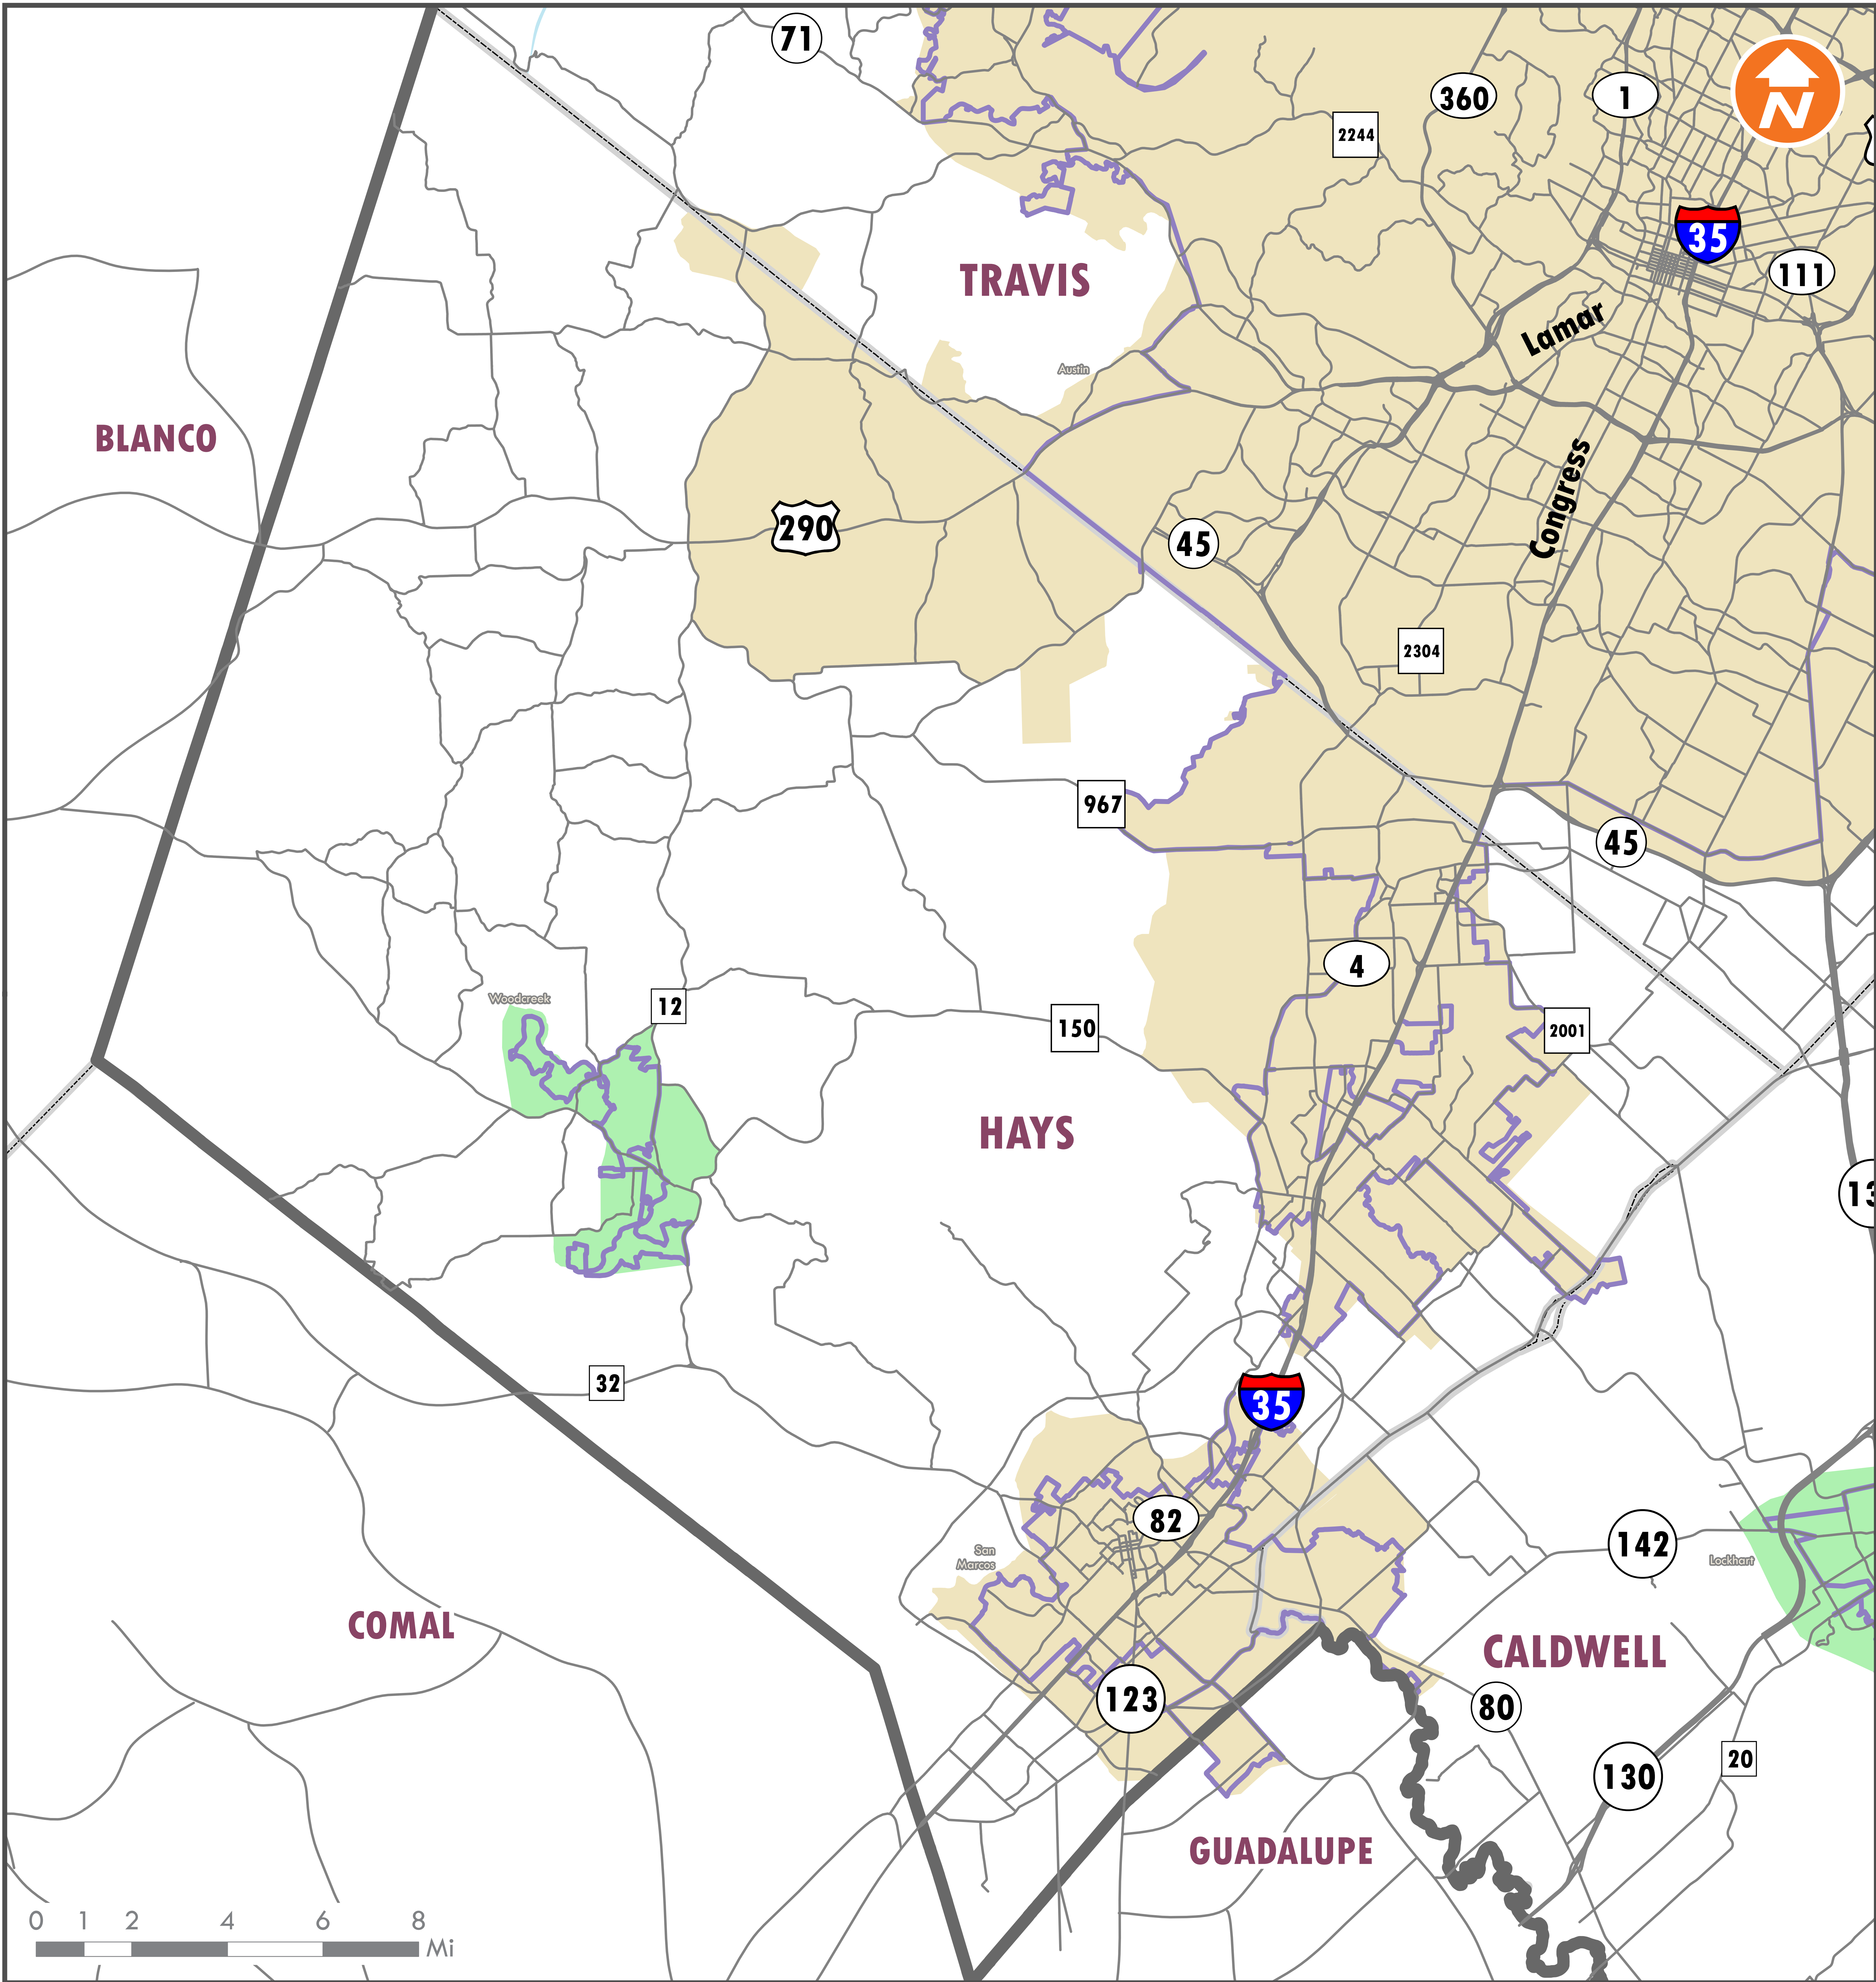 71
360
1
N
2244
35
TRAVIS
111
Lamar
Austin
BLANCO
Congress
290
45
2304
967
45
4
Woodcreek
12
150
2001
HAYS
13
32
35
82
142
San
Marcos
Lockhart
COMAL
CALDWELL
123
80
20
130
GUADALUPE
0 1 2 4 6 8
Mi